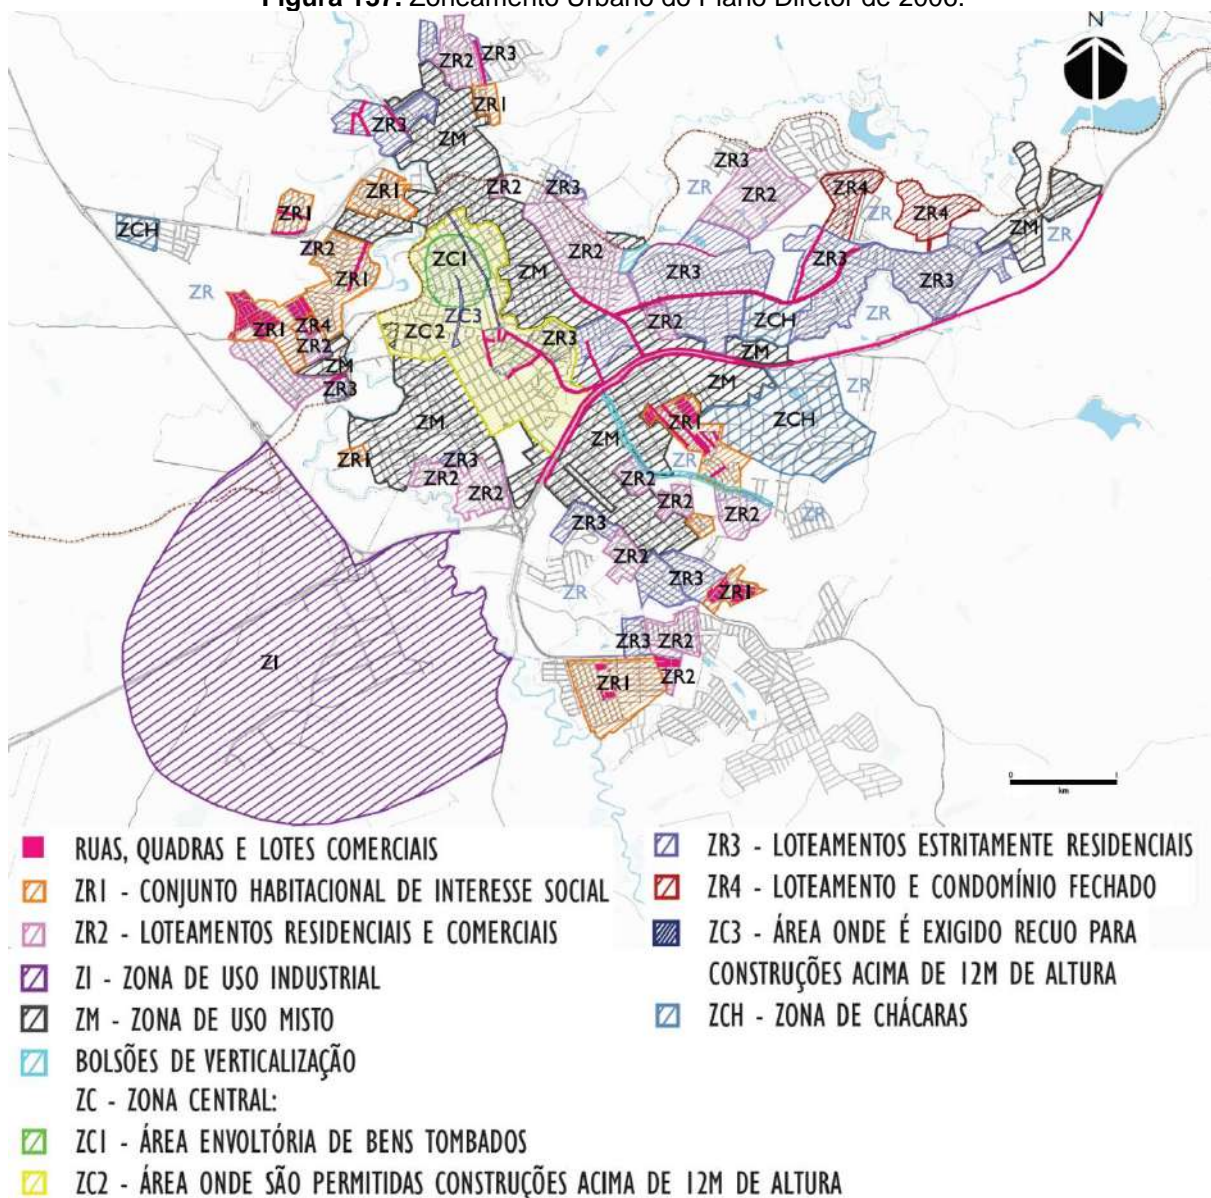 Figura 137: Zoneamento Urbano do Plano Diretor de 2006.
N
ZR2
ZR3
ZR1
ZR3
ZM
ZR1
ZR2
ZR3
ZR3
ZR
ZR2
ZR4
ZR
ZR4
ZM
ZR
ZCH
ZR1
ZR2
ZR1
ZC1
ZM
ZR2
ZR3
ZR3
ZR3
ZR
ZR
ZR1
ZR4
ZR2
ZM
ZR3
ZC3
ZC2
ZR3
ZR2
ZCH
ZM
ZR
ZM
ZCH
ZR1
ZM
ZM
ZR
ZR1
ZR3
ZR2
ZR2
ZR2
ZR2
ZR2
ZR
ZR3
ZR2
ZR3
ZR
ZR1
ZR3
ZR2
ZR1
ZR2
ZI
0 1
km
RUAS, QUADRAS E LOTES COMERCIAIS
ZR1 - CONJUNTO HABITACIONAL DE INTERESSE SOCIAL
ZR2 - LOTEAMENTOS RESIDENCIAIS E COMERCIAIS
ZI - ZONA DE USO INDUSTRIAL
ZM - ZONA DE USO MISTO
BOLSÕES DE VERTICALIZAÇÃO
ZC - ZONA CENTRAL:
ZC1 - ÁREA ENVOLTÓRIA DE BENS TOMBADOS
ZC2 - ÁREA ONDE SÃO PERMITIDAS CONSTRUÇÕES ACIMA DE 12M DE ALTURA
ZR3 - LOTEAMENTOS ESTRITAMENTE RESIDENCIAIS
ZR4 - LOTEAMENTO E CONDOMÍNIO FECHADO
ZC3 - ÁREA ONDE É EXIGIDO RECUO PARA
CONSTRUÇÕES ACIMA DE 12M DE ALTURA
ZCH - ZONA DE CHÁCARAS